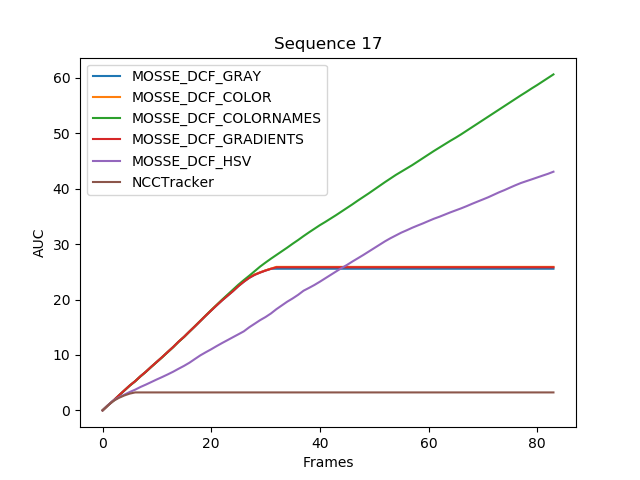 Sequence 17
MOSSE_DCF_GRAY
MOSSE_DCF_COLOR
MOSSE_DCF_COLORNAMES
MOSSE_DCF_GRADIENTS
MOSSE_DCF_HSV
NCCTracker
AUC
60
50
40
30
20
10
0
0 20 40 60 80
Frames